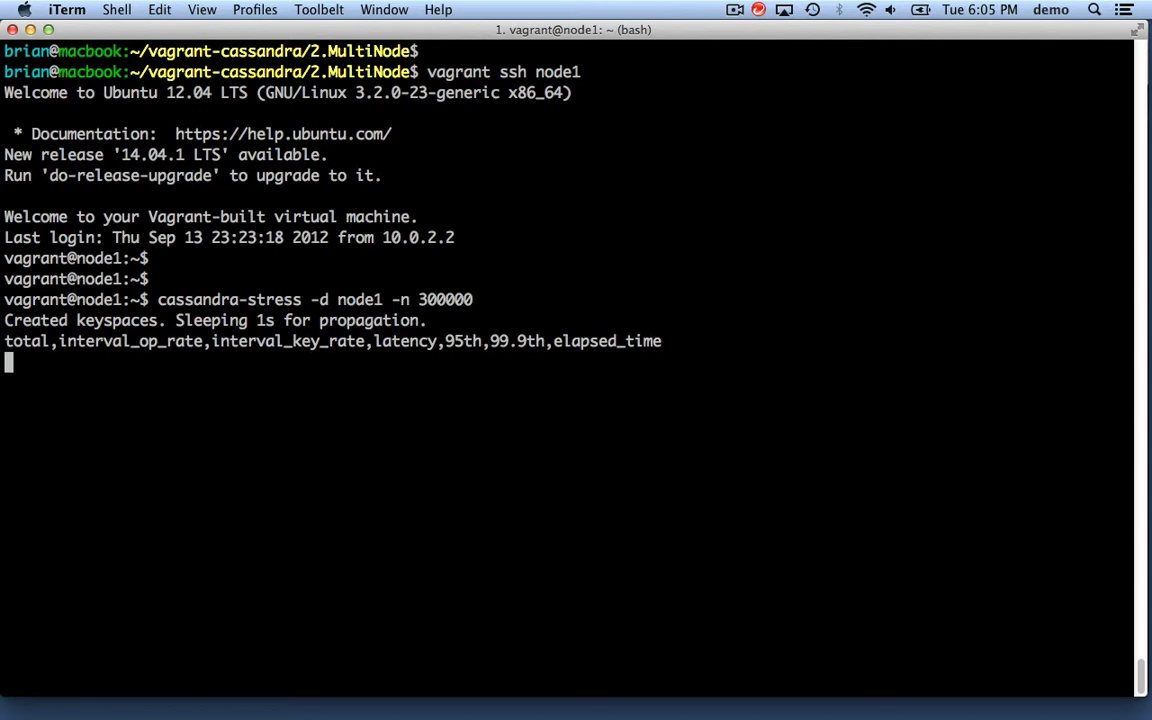 iTerm Shell Edit View Profiles Toolbelt Window Help Tue 6:05 PM demo
1. vagrant@node1: ~ (bash)
brian@macbook:~/vagrant-cassandra/2.MultiNode$
brian@macbook:~/vagrant-cassandra/2.MultiNode$ vagrant ssh node1
Welcome to Ubuntu 12.04 LTS (GNU/Linux 3.2.0-23-generic x86_64)
* Documentation:  https://help.ubuntu.com/
New release '14.04.1 LTS' available.
Run 'do-release-upgrade' to upgrade to it.
Welcome to your Vagrant-built virtual machine.
Last login: Thu Sep 13 23:23:18 2012 from 10.0.2.2
vagrant@node1:~$
vagrant@node1:~$
vagrant@node1:~$ cassandra-stress -d node1 -n 300000
Created keyspaces. Sleeping 1s for propagation.
total,interval_op_rate,interval_key_rate,latency,95th,99.9th,elapsed_time